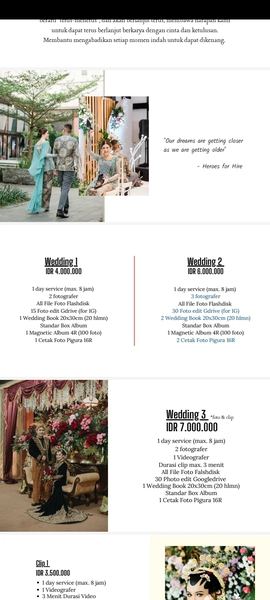 untuk dapat terus berlanjut berkarya dengan cinta dan ketulusan.
Membantu mengabadikan setiap momen indah untuk dapat dikenang.
"Our dreams are getting closer
as we are getting older"
- Heroes for Hire
Wedding 1
IDR 4.000.000
1 day service (max. 8 jam)
2 fotografer
All File Foto Flashdisk
15 Foto edit Gdrive (for IG)
1 Wedding Book 20x30cm (20 hlmn)
Standar Box Album
1 Magnetic Album 4R (100 foto)
1 Cetak Foto Pigura 16R
Wedding 2
IDR 6.000.000
1 day service (max. 8 jam)
3 fotografer
All File Foto Flashdisk
30 Foto edit Gdrive (for IG)
2 Wedding Book 20x30cm (20 hlmn)
Standar Box Album
1 Magnetic Album 4R (100 foto)
2 Cetak Foto Pigura 16R
Wedding 3 *foto & clip
IDR 7.000.000
1 day service (max. 8 jam)
2 fotografer
1 Videografer
Durasi clip max. 3 menit
All File Foto Falshdisk
30 Photo edit Googledrive
1 Wedding Book 20x30cm (20 hlmn)
Standar Box Album
1 Cetak Foto Pigura 16R
Clip 1
IDR 3.500.000
• 1 day service (max. 8 jam)
• 1 Videografer
• 3 Menit Durasi Video